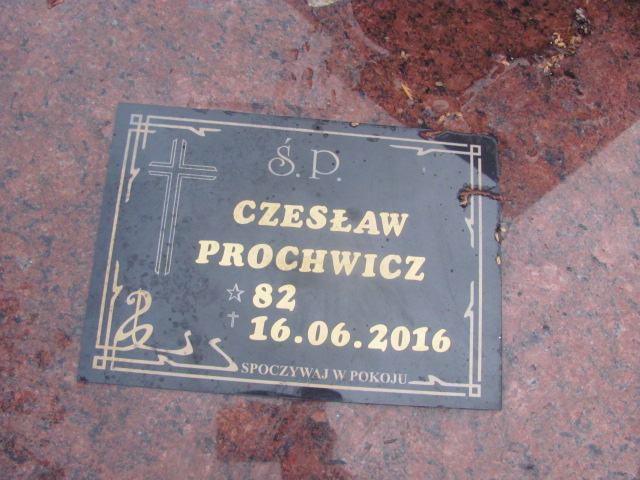 Ś.P.
CZESŁAW
PROCHWICZ
☆ 82
† 16.06.2016
SPOCZYWAJ W POKOJU